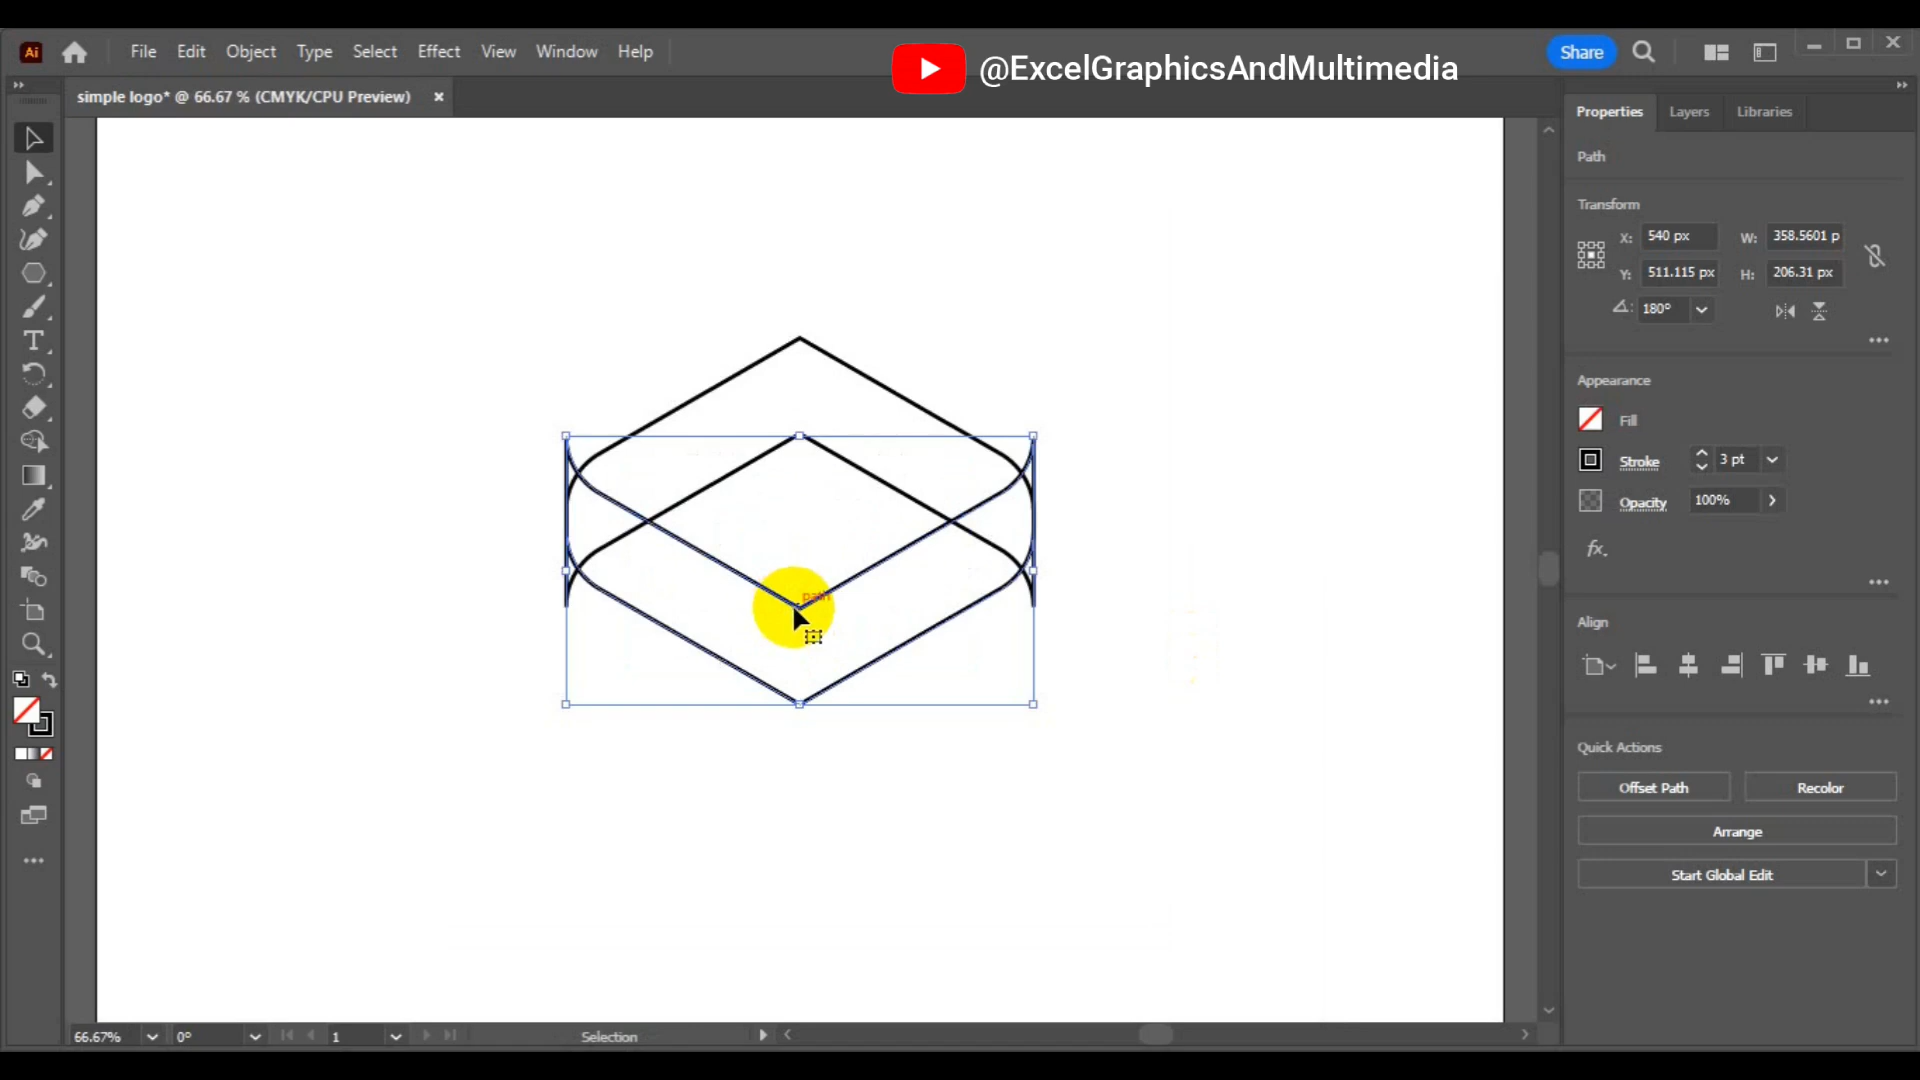 Ai File Edit Object Type Select Effect View Window Help @ExcelGraphicsAndMultimedia Share
simple logo* @ 66.67 % (CMYK/CPU Preview) ×
Properties Layers Libraries
Path
Transform
X: 540 px W: 358.5601 p
Y: 511.115 px H: 206.31 px
180°
Appearance
Fill
Stroke 3 pt
Opacity 100%
fx.
path
Align
Quick Actions
Offset Path Recolor
Arrange
Start Global Edit
66.67% 0° 1 Selection